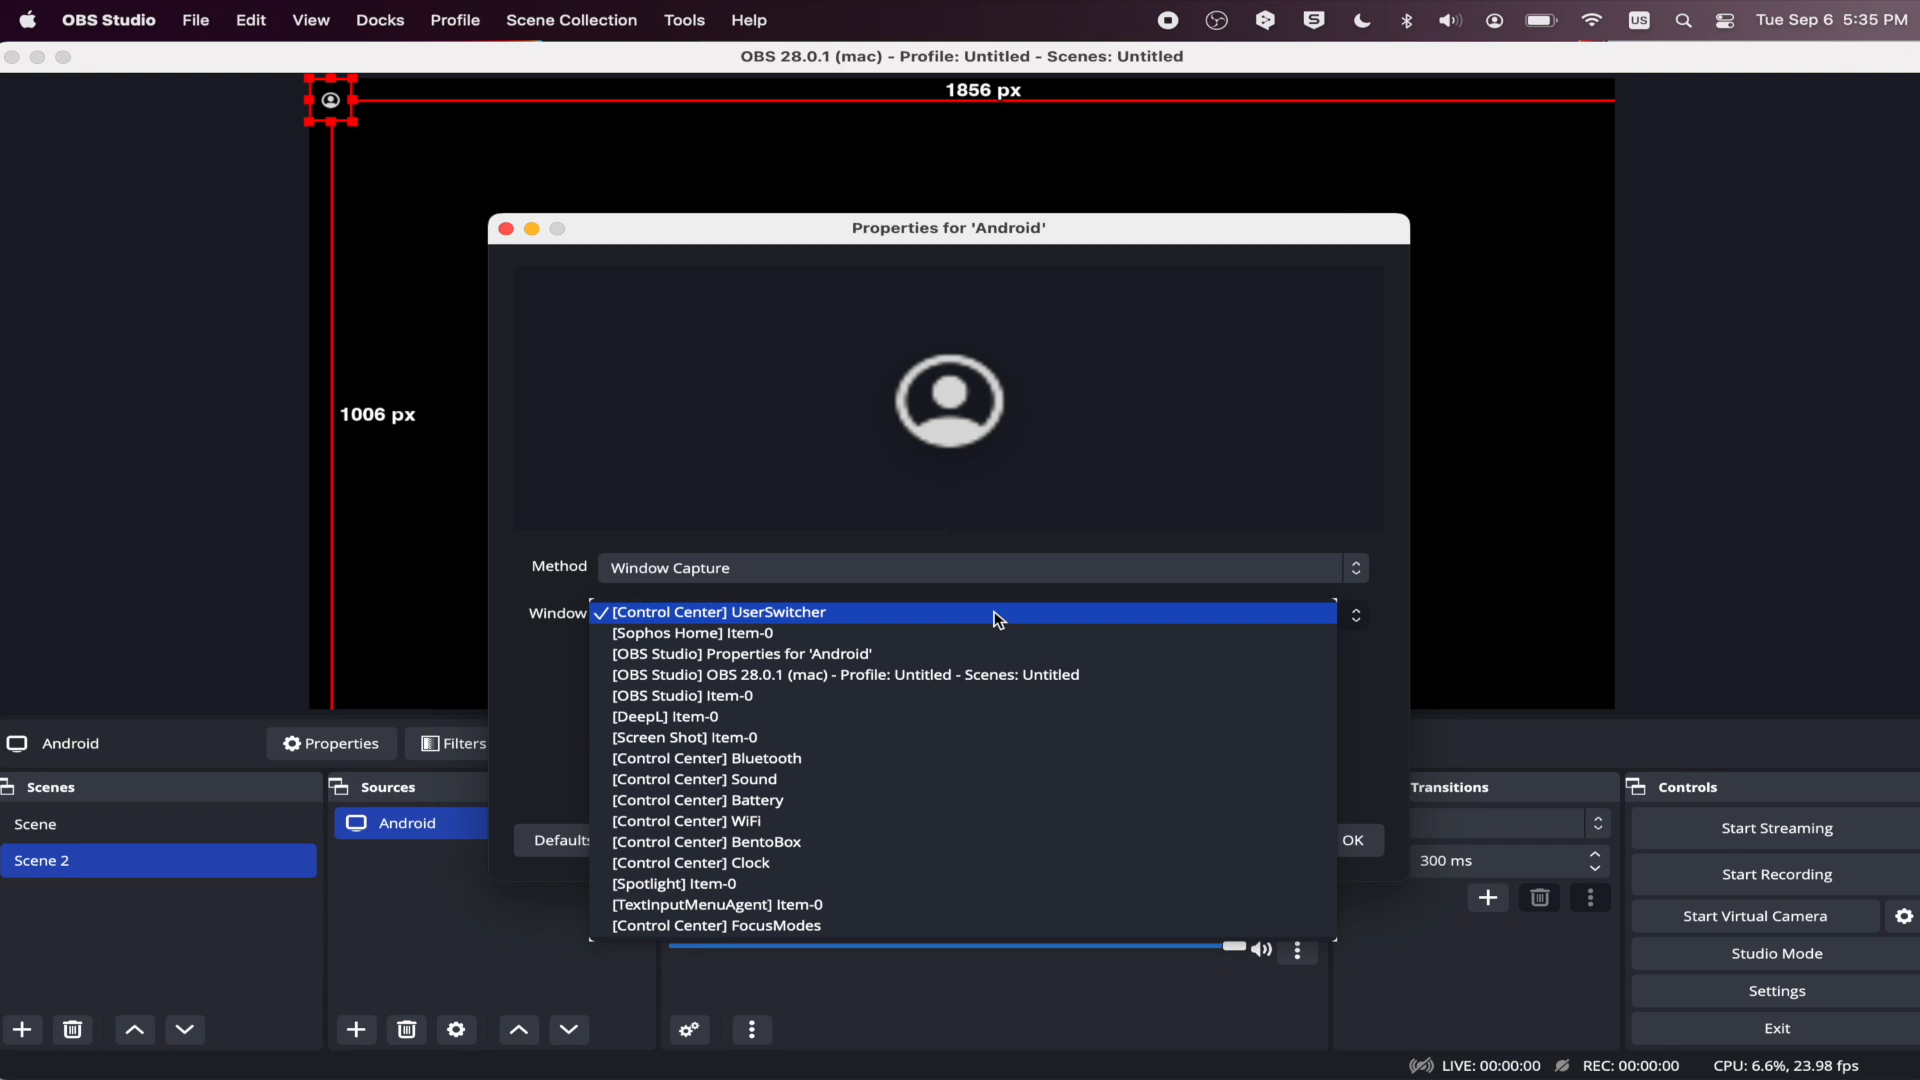 OBS Studio File Edit View Docks Profile Scene Collection Tools Help US Tue Sep 6 5:35 PM
OBS 28.0.1 (mac) - Profile: Untitled - Scenes: Untitled
1856 px
1006 px
Properties for 'Android'
Method Window Capture
Window ✓ [Control Center] UserSwitcher
[Sophos Home] Item-0
[OBS Studio] Properties for 'Android'
[OBS Studio] OBS 28.0.1 (mac) - Profile: Untitled - Scenes: Untitled
[OBS Studio] Item-0
[DeepL] Item-0
[Screen Shot] Item-0
[Control Center] Bluetooth
[Control Center] Sound
[Control Center] Battery
[Control Center] WiFi
[Control Center] BentoBox
[Control Center] Clock
[Spotlight] Item-0
[TextInputMenuAgent] Item-0
[Control Center] FocusModes
Defaults OK
Android Properties Filters
Scenes
Scene
Scene 2
Sources
Android
Transitions
300 ms
Controls
Start Streaming
Start Recording
Start Virtual Camera
Studio Mode
Settings
Exit
LIVE: 00:00:00 REC: 00:00:00 CPU: 6.6%, 23.98 fps